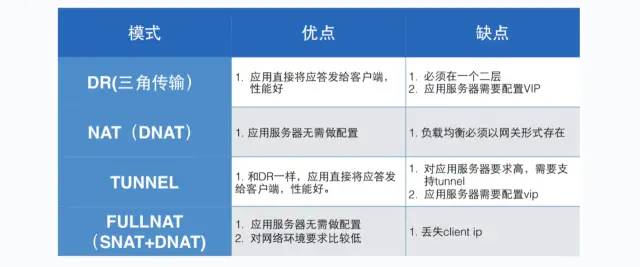 模式 优点 缺点
DR(三角传输） 1. 应用直接将应答发给客户端， 1. 必须在一个二层
性能好 2. 应用服务器需要配置VIP
NAT（DNAT） 1. 应用服务器无需做配置 1. 负载均衡必须以网关形式存在
TUNNEL 1. 和DR一样，应用直接将应答发 1. 对应用服务器要求高，需要支
给客户端，性能好。 持tunnel
2. 应用服务器需要配置vip
FULLNAT 1. 应用服务器无需做配置 1. 丢失client ip
（SNAT+DNAT) 2. 对网络环境要求比较低